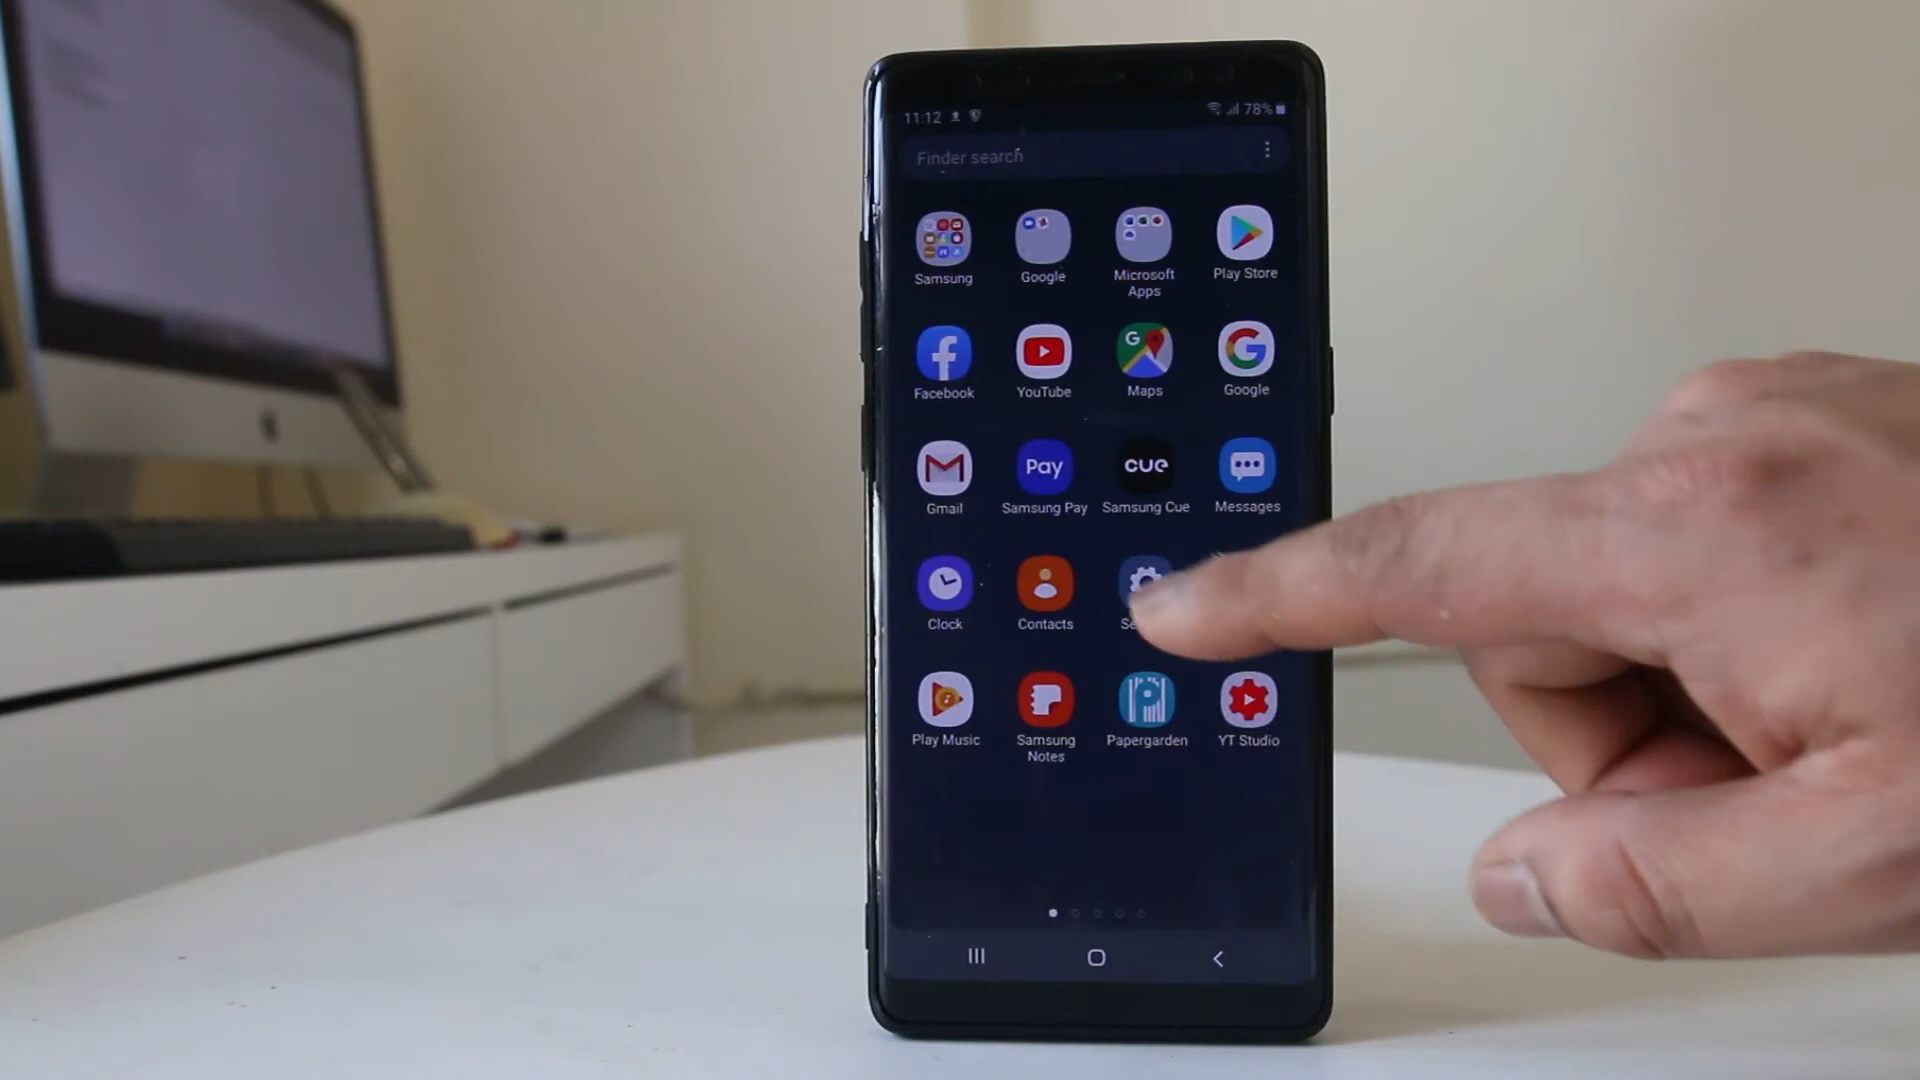 11:12
78%
Finder search
Samsung
Google
Microsoft
Apps
Play Store
Facebook
YouTube
Maps
Google
Gmail
Pay
Samsung Pay
CUE
Samsung Cue
Messages
Clock
Contacts
Play Music
Samsung
Notes
Papergarden
YT Studio